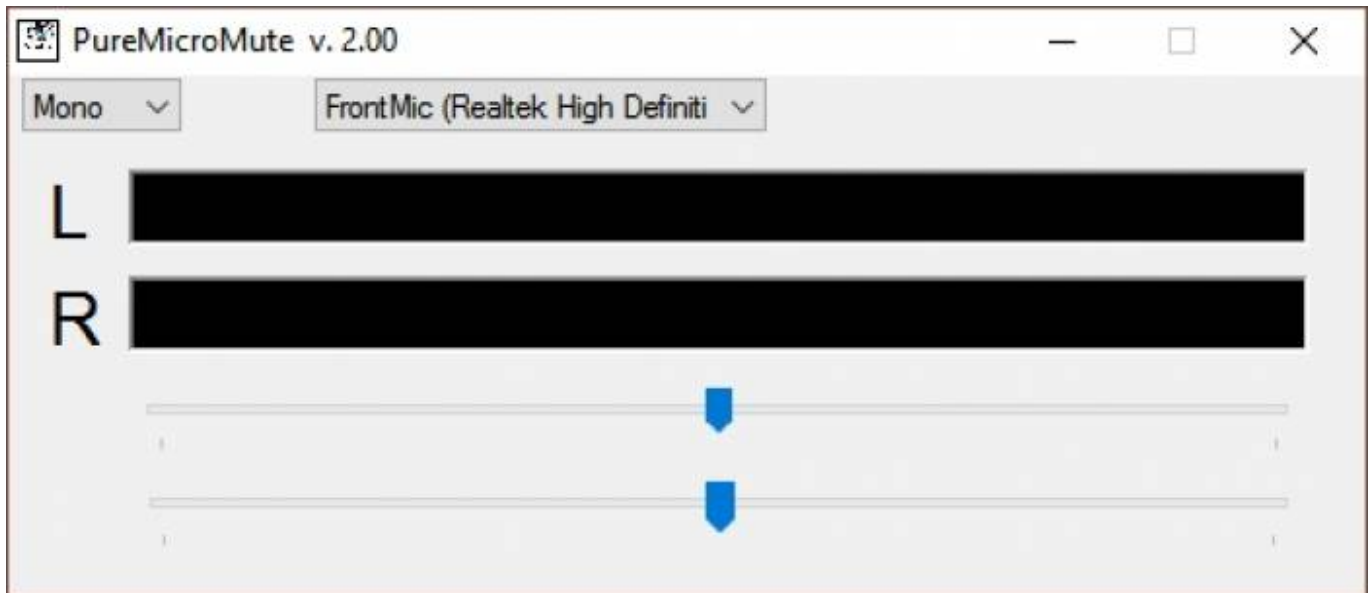 PureMicroMute v. 2.00
Mono FrontMic (Realtek High Definiti
L
R